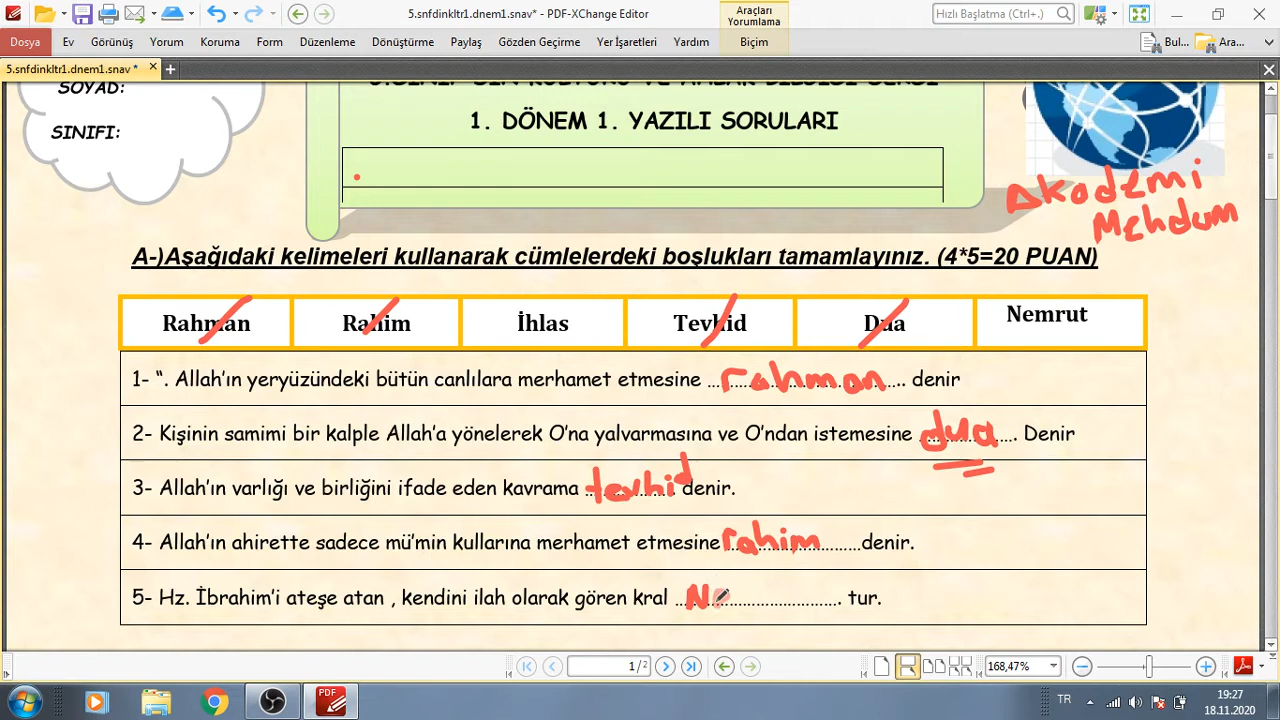 5.snfdinkltr1.dnem1.snav* - PDF-XChange Editor
Araçları Yorumlama
Hızlı Başlatma (Ctrl+.)
Dosya Ev Görünüş Yorum Koruma Form Düzenleme Dönüştürme Paylaş Gözden Geçirme Yer İşaretleri Yardım Biçim Bul... Ara...
5.snfdinkltr1.dnem1.snav *
SOYAD:
SINIFI:
1. DÖNEM 1. YAZILI SORULARI
Akademi
Mehdum
A-)Aşağıdaki kelimeleri kullanarak cümlelerdeki boşlukları tamamlayınız. (4*5=20 PUAN)
Rahman Rahim İhlas Tevhid Dua Nemrut
1- “. Allah’ın yeryüzündeki bütün canlılara merhamet etmesine ... rahman ... denir
2- Kişinin samimi bir kalple Allah’a yönelerek O’na yalvarmasına ve O’ndan istemesine ... dua .... Denir
3- Allah’ın varlığı ve birliğini ifade eden kavrama ... tevhid ... denir.
4- Allah’ın ahirette sadece mü’min kullarına merhamet etmesine rahim ......denir.
5- Hz. İbrahim’i ateşe atan , kendini ilah olarak gören kral ... N ............. tur.
1 / 2
168,47%
PDF
TR
19:27
18.11.2020